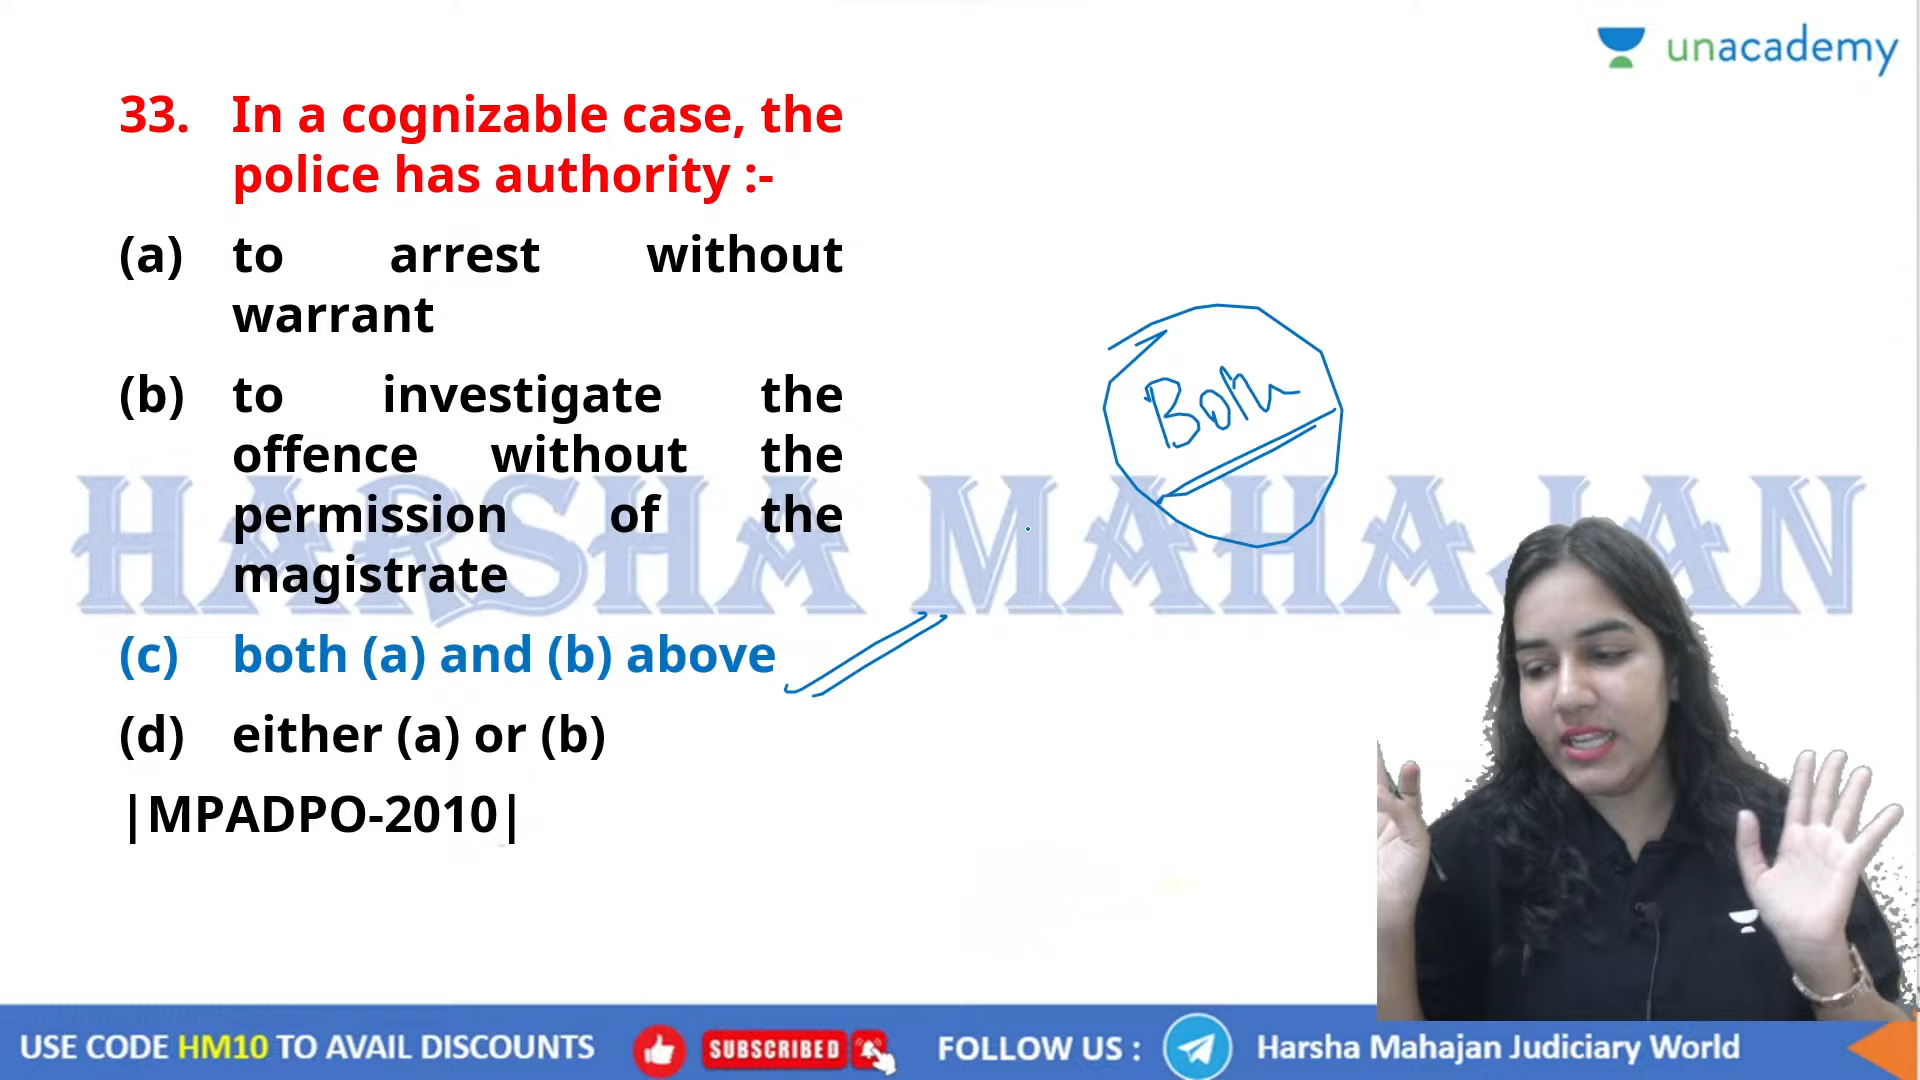 unacademy
33. In a cognizable case, the
police has authority :-
(a) to arrest without
warrant
(b) to investigate the
offence without the
permission of the
magistrate
(c) both (a) and (b) above
(d) either (a) or (b)
|MPADPO-2010|
Both
HARSHA MAHAJAN
USE CODE HM10 TO AVAIL DISCOUNTS
SUBSCRIBED
FOLLOW US :
Harsha Mahajan Judiciary World